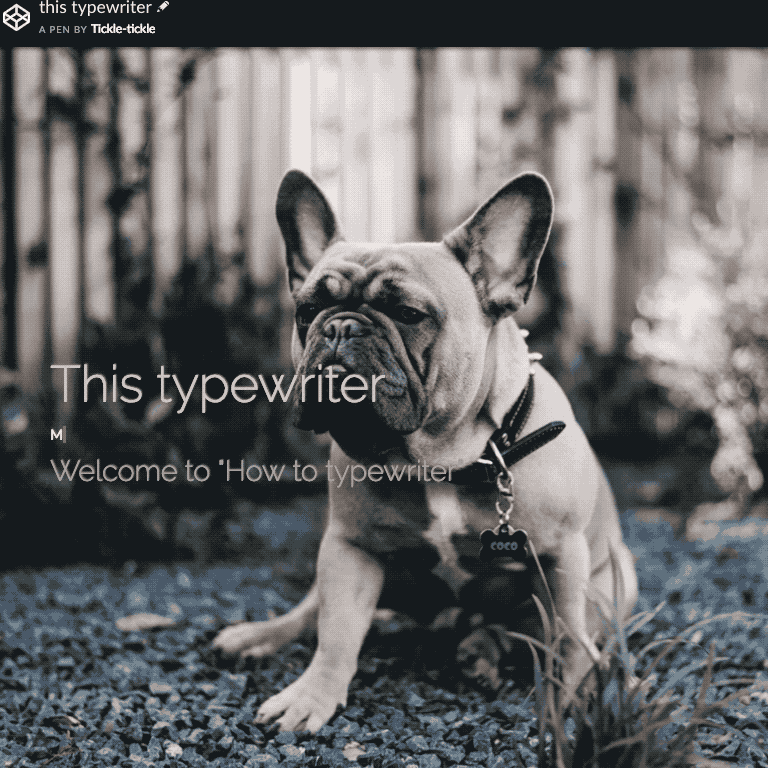 this typewriter
A PEN BY Tickle-tickle
This typewriter
M
Welcome to "How to typewriter
COCO